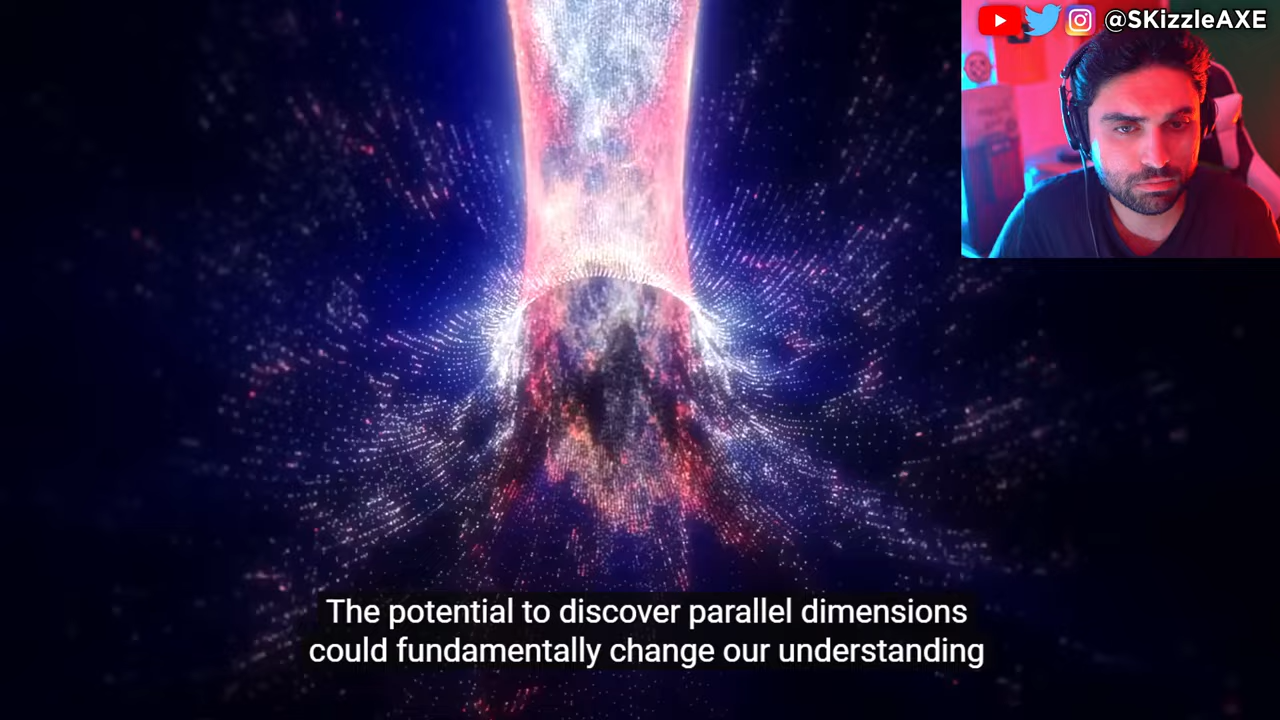 @SKizzleAXE
The potential to discover parallel dimensions
could fundamentally change our understanding